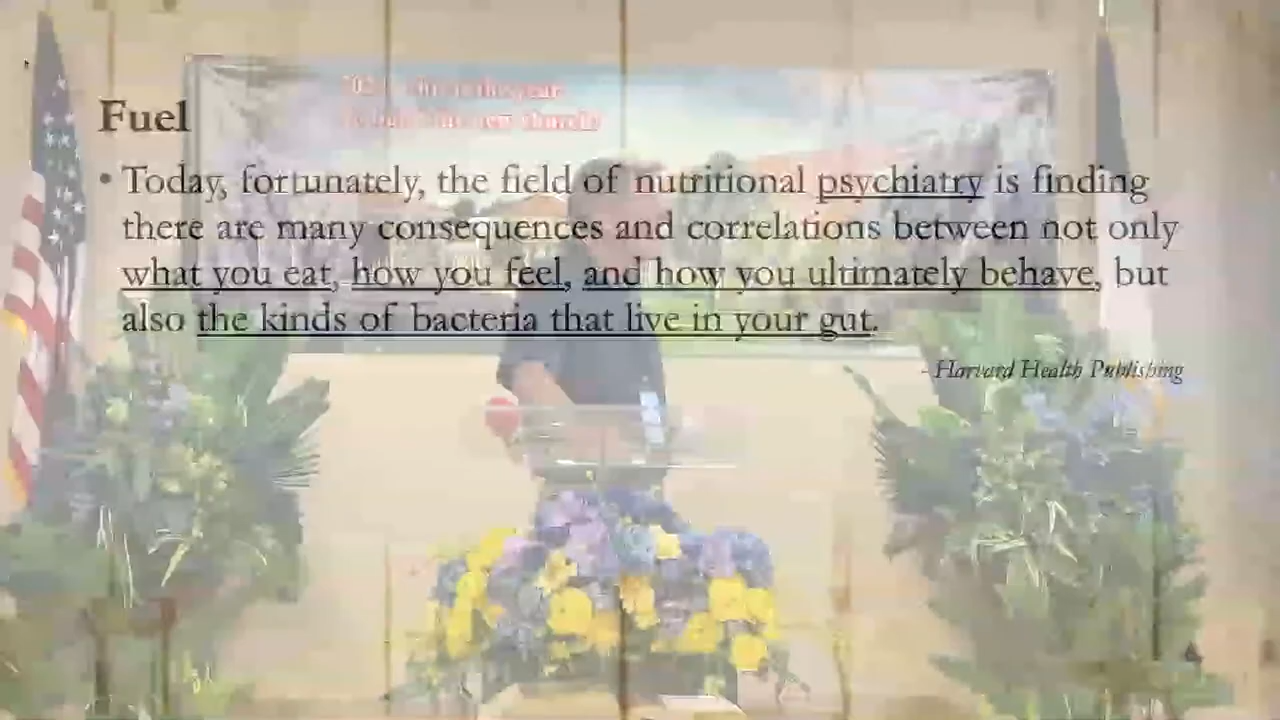 Fuel
• Today, fortunately, the field of nutritional psychiatry is finding
there are many consequences and correlations between not only
what you eat, how you feel, and how you ultimately behave, but
also the kinds of bacteria that live in your gut.
- Harvard Health Publishing